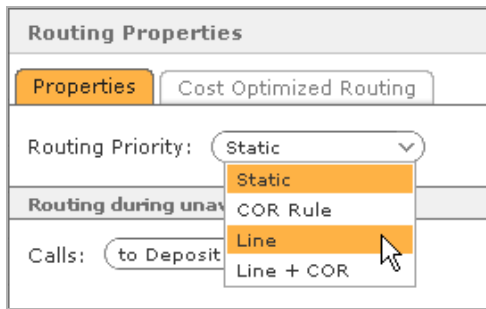 Routing Properties
Properties Cost Optimized Routing
Routing Priority: Static
Static
Routing during
COR Rule
Line
Calls: to Deposit
Line + COR